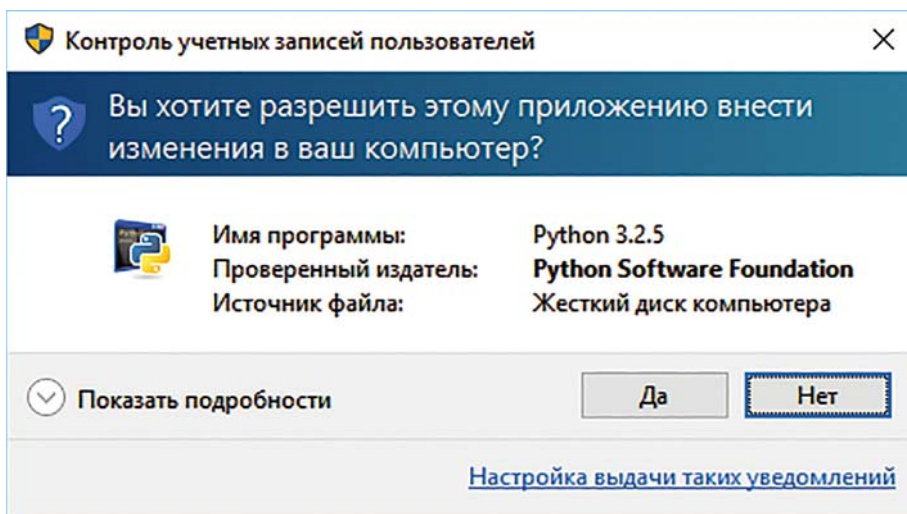 Контроль учетных записей пользователей
Вы хотите разрешить этому приложению внести
изменения в ваш компьютер?
Имя программы: Python 3.2.5
Проверенный издатель: Python Software Foundation
Источник файла: Жесткий диск компьютера
Показать подробности
Да
Нет
Настройка выдачи таких уведомлений